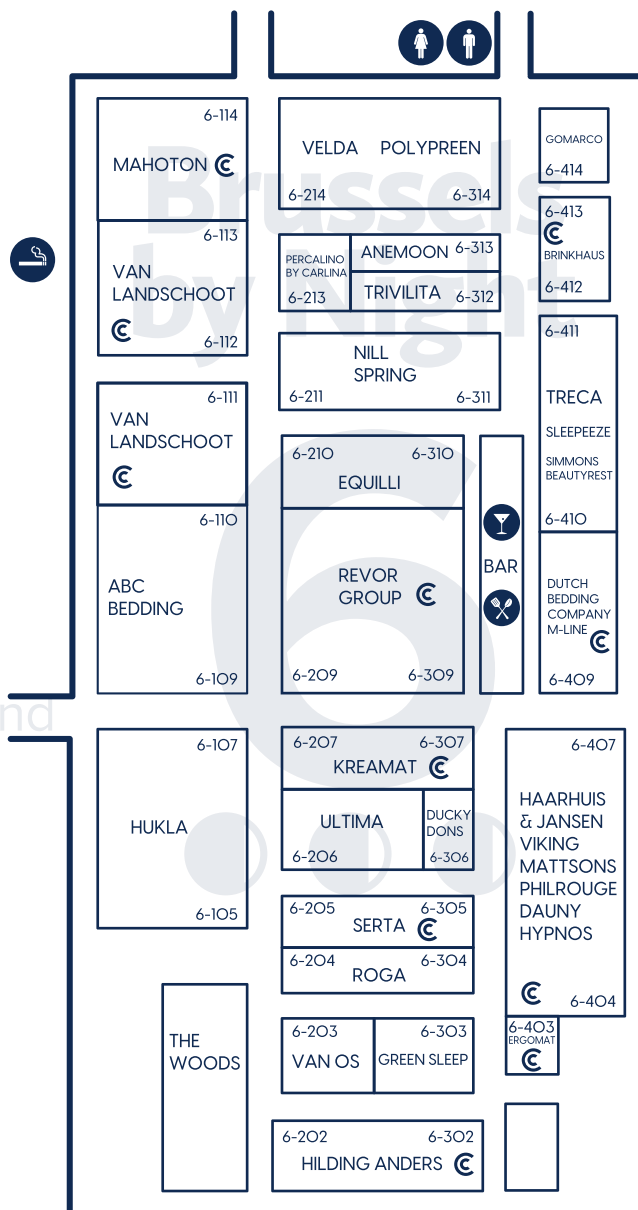 Brussels
by Night
6
nd
6-114
MAHOTON
6-113
VAN
LANDSCHOOT
6-112
6-111
VAN
LANDSCHOOT
6-110
ABC
BEDDING
6-109
6-107
HUKLA
6-105
THE
WOODS
VELDA POLYPREEN
6-214 6-314
PERCALINO
BY CARLINA
6-213
ANEMOON 6-313
TRIVILITA 6-312
NILL
SPRING
6-211 6-311
6-210 6-310
EQUILLI
REVOR
GROUP
6-209 6-309
BAR
6-207 6-307
KREAMAT
ULTIMA
6-206
DUCKY
DONS
6-306
6-205 6-305
SERTA
6-204 6-304
ROGA
6-203
VAN OS
6-303
GREEN SLEEP
6-202 6-302
HILDING ANDERS
GOMARCO
6-414
6-413
BRINKHAUS
6-412
6-411
TRECA
SLEEPEEZE
SIMMONS
BEAUTYREST
6-410
DUTCH
BEDDING
COMPANY
M-LINE
6-409
6-407
HAARHUIS
& JANSEN
VIKING
MATTSONS
PHILROUGE
DAUNY
HYPNOS
6-404
6-403
ERGOMAT